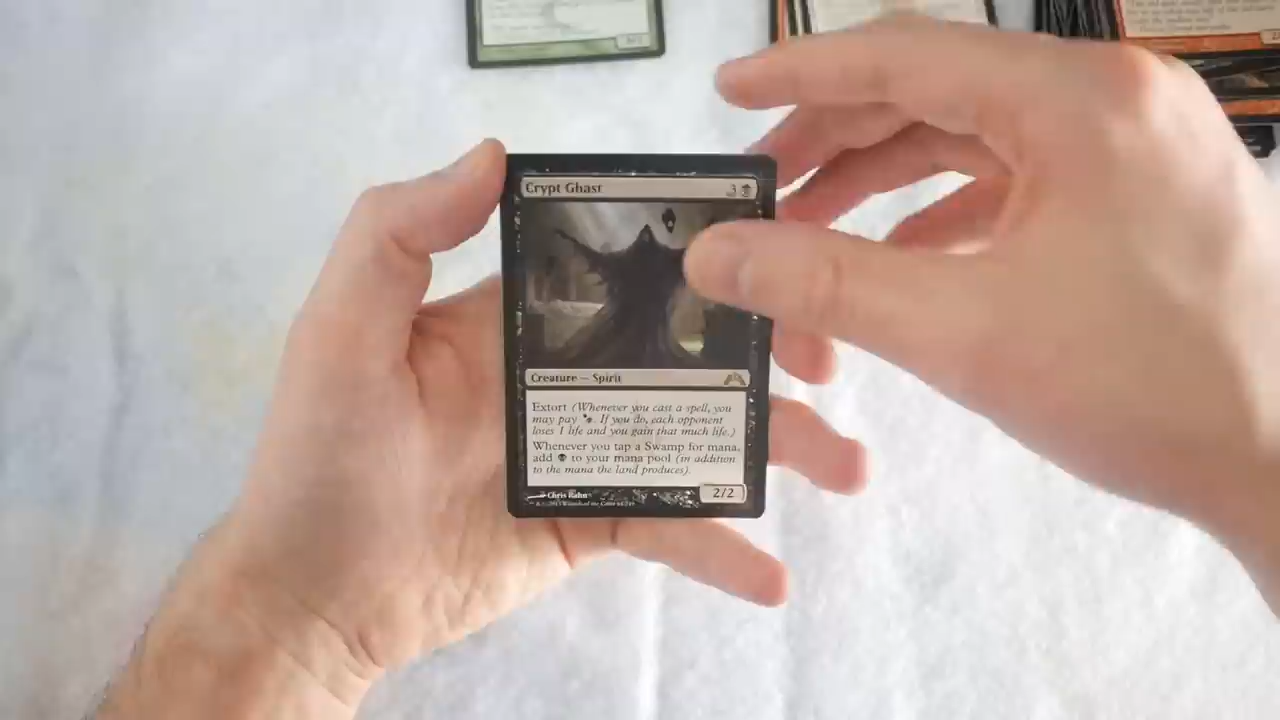 Crypt Ghast 3
Creature — Spirit
Extort (Whenever you cast a spell, you
may pay . If you do, each opponent
loses 1 life and you gain that much life.)
Whenever you tap a Swamp for mana,
add to your mana pool (in addition
to the mana the land produces).
Chris Rahn
2/2